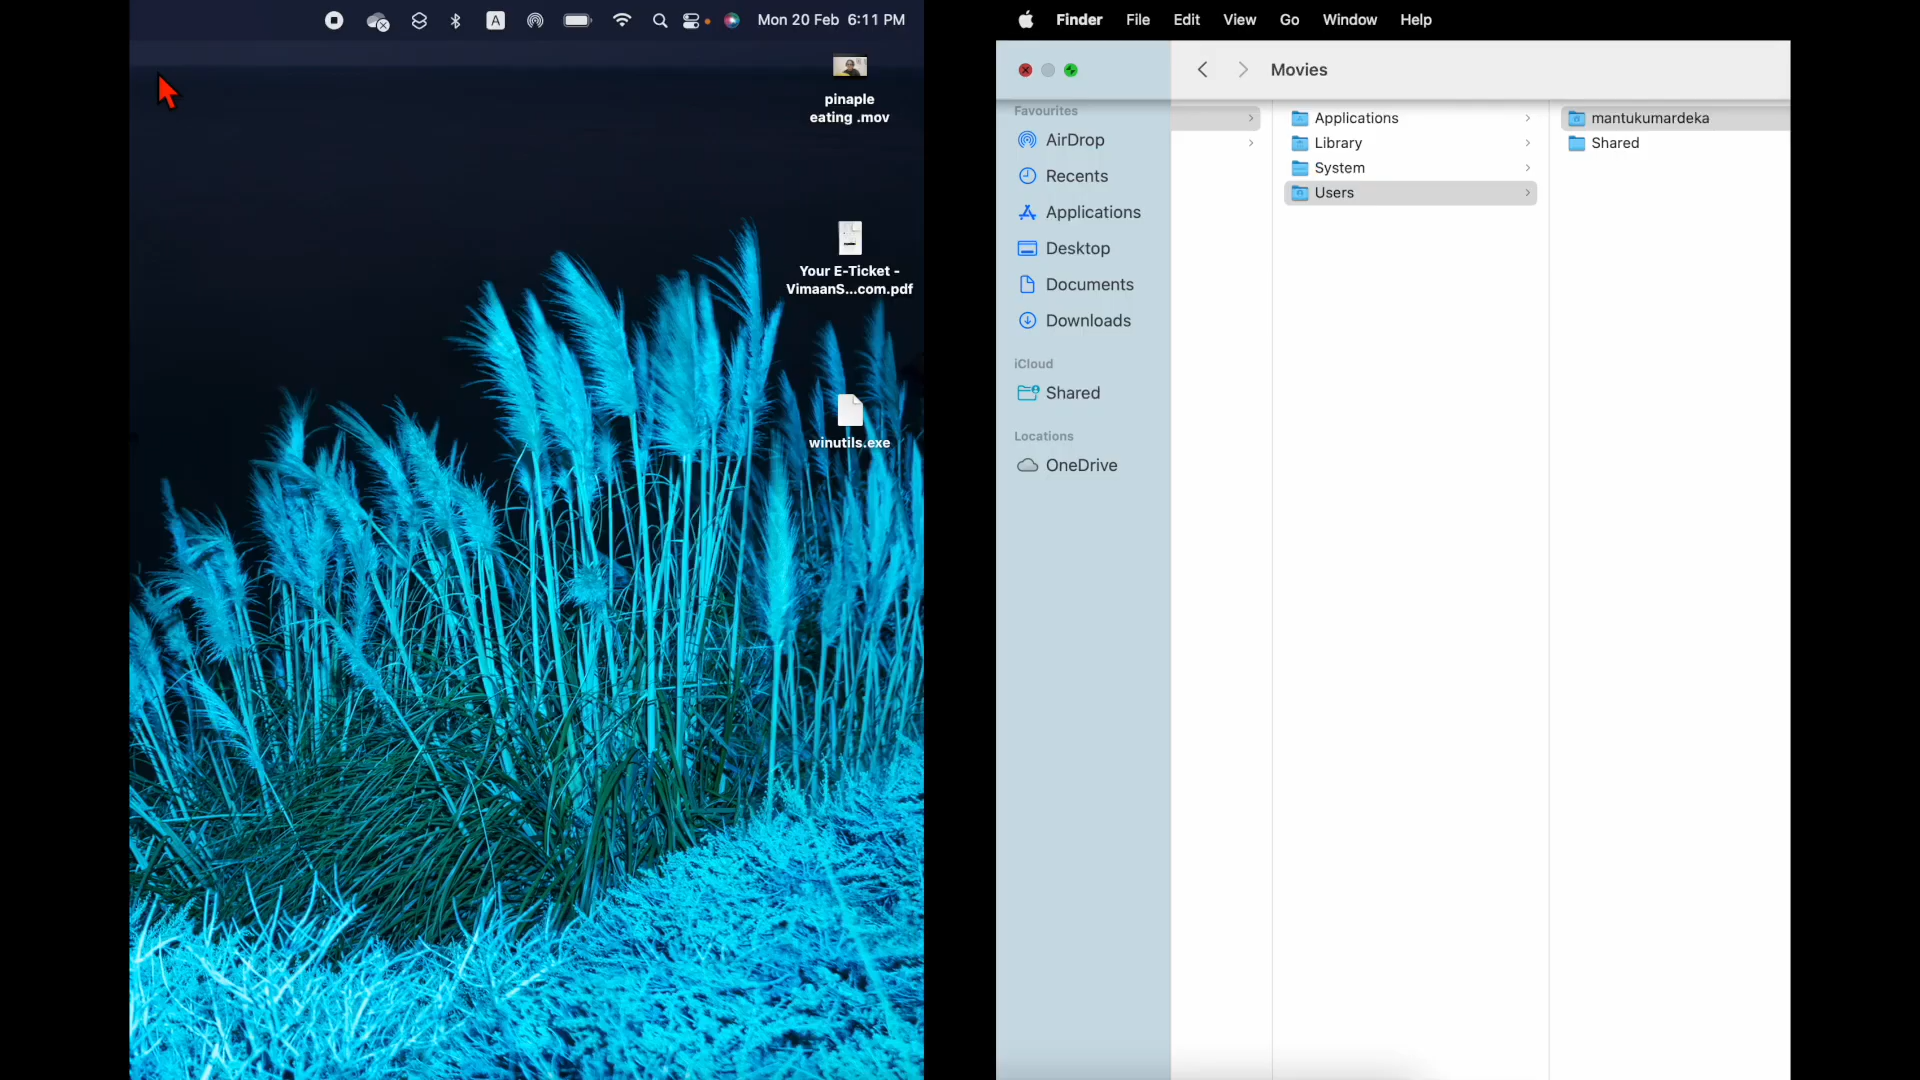 A
Mon 20 Feb 6:11 PM
pinaple
eating .mov
Your E-Ticket -
VimaanS...com.pdf
winutils.exe
Finder File Edit View Go Window Help
Movies
Favourites
AirDrop
Recents
Applications
Desktop
Documents
Downloads
iCloud
Shared
Locations
OneDrive
Applications
Library
System
Users
mantukumardeka
Shared